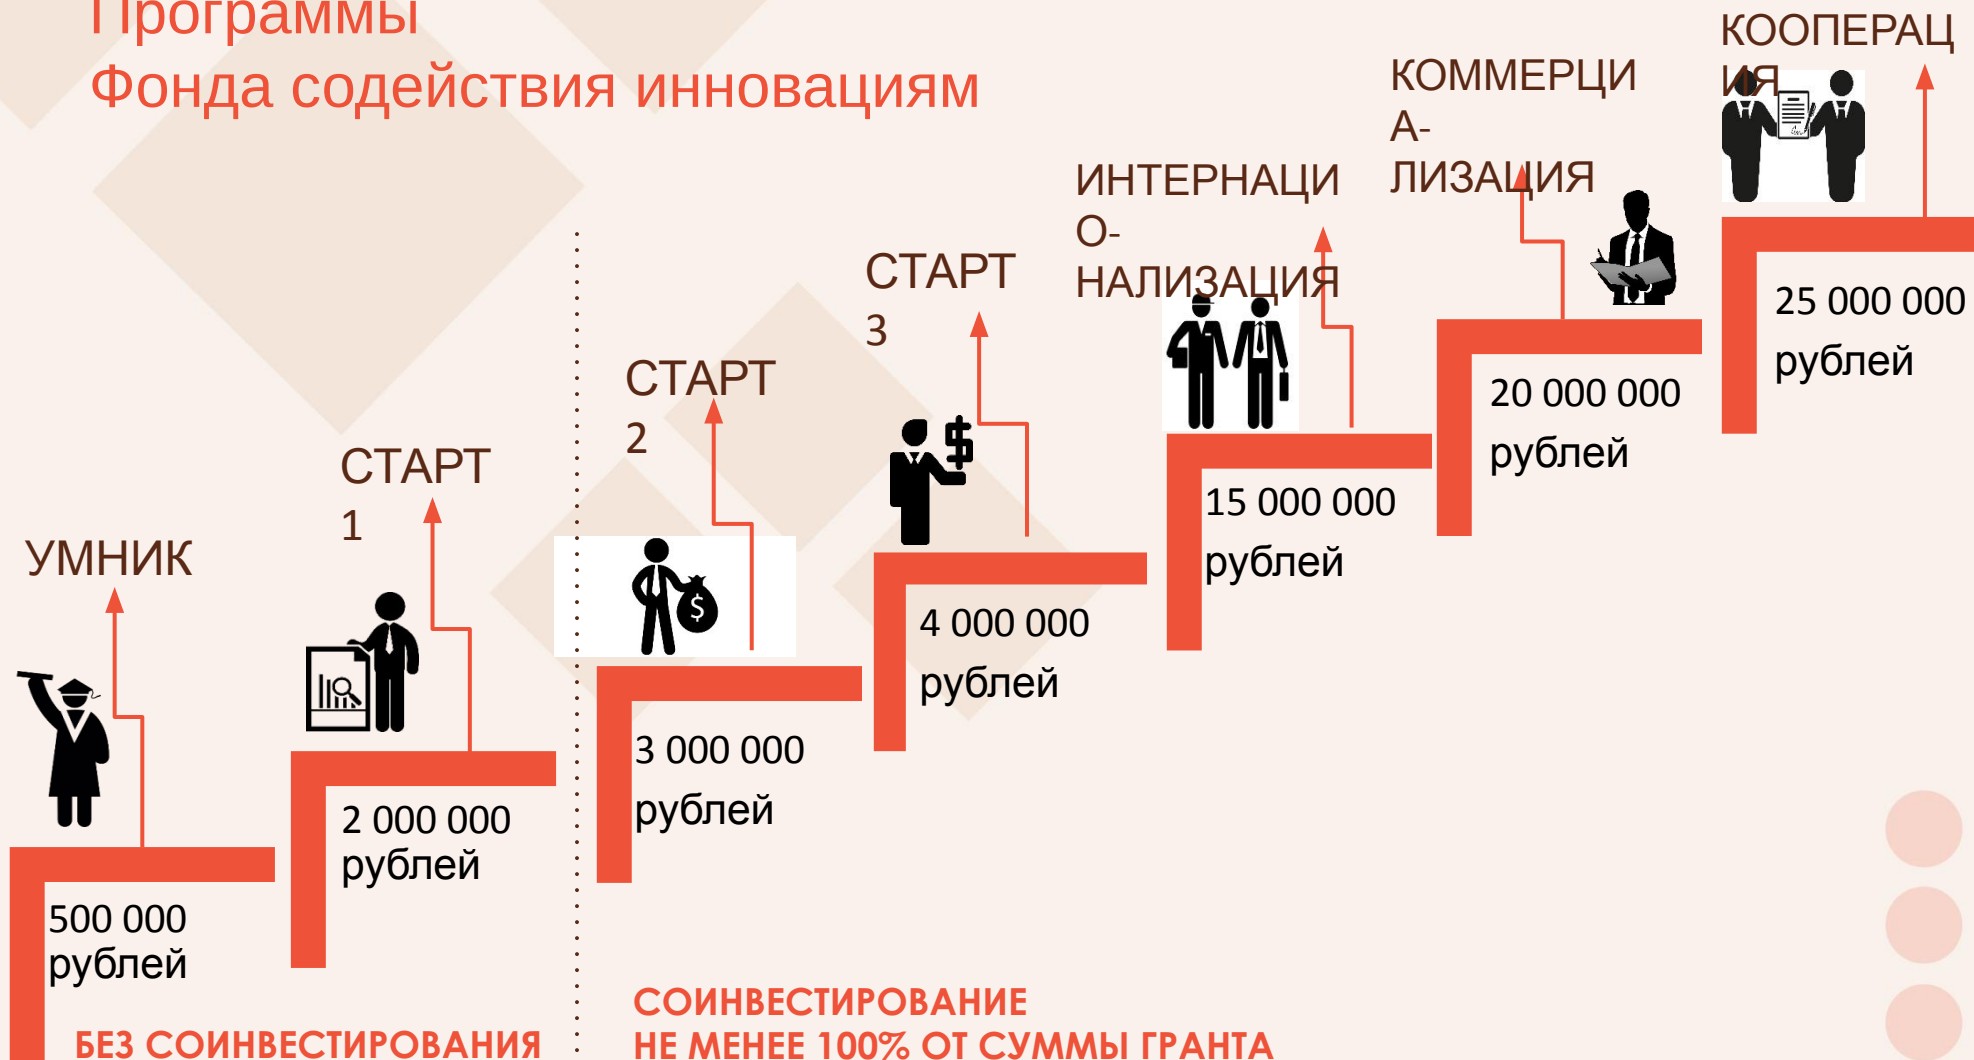 Программы
Фонда содействия инновациям
УМНИК
500 000
рублей
СТАРТ
1
2 000 000
рублей
СТАРТ
2
3 000 000
рублей
СТАРТ
3
4 000 000
рублей
ИНТЕРНАЦИ
О-
НАЛИЗАЦИЯ
15 000 000
рублей
КОММЕРЦИ
А-
ЛИЗАЦИЯ
20 000 000
рублей
КООПЕРАЦ
ИЯ
25 000 000
рублей
БЕЗ СОИНВЕСТИРОВАНИЯ
СОИНВЕСТИРОВАНИЕ
НЕ МЕНЕЕ 100% ОТ СУММЫ ГРАНТА